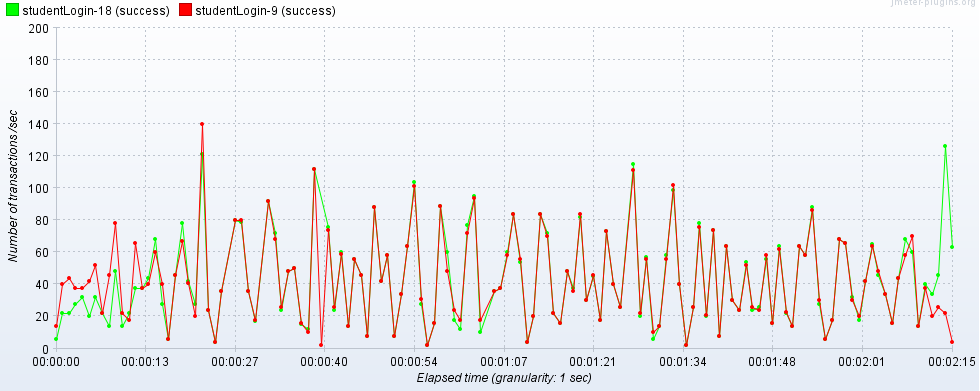 jmeter-plugins.org
studentLogin-18 (success) studentLogin-9 (success)
200
180
160
140
120
100
80
60
40
20
0
Number of transactions /sec
00:00:00 00:00:13 00:00:27 00:00:40 00:00:54 00:01:07 00:01:21 00:01:34 00:01:48 00:02:01 00:02:15
Elapsed time (granularity: 1 sec)